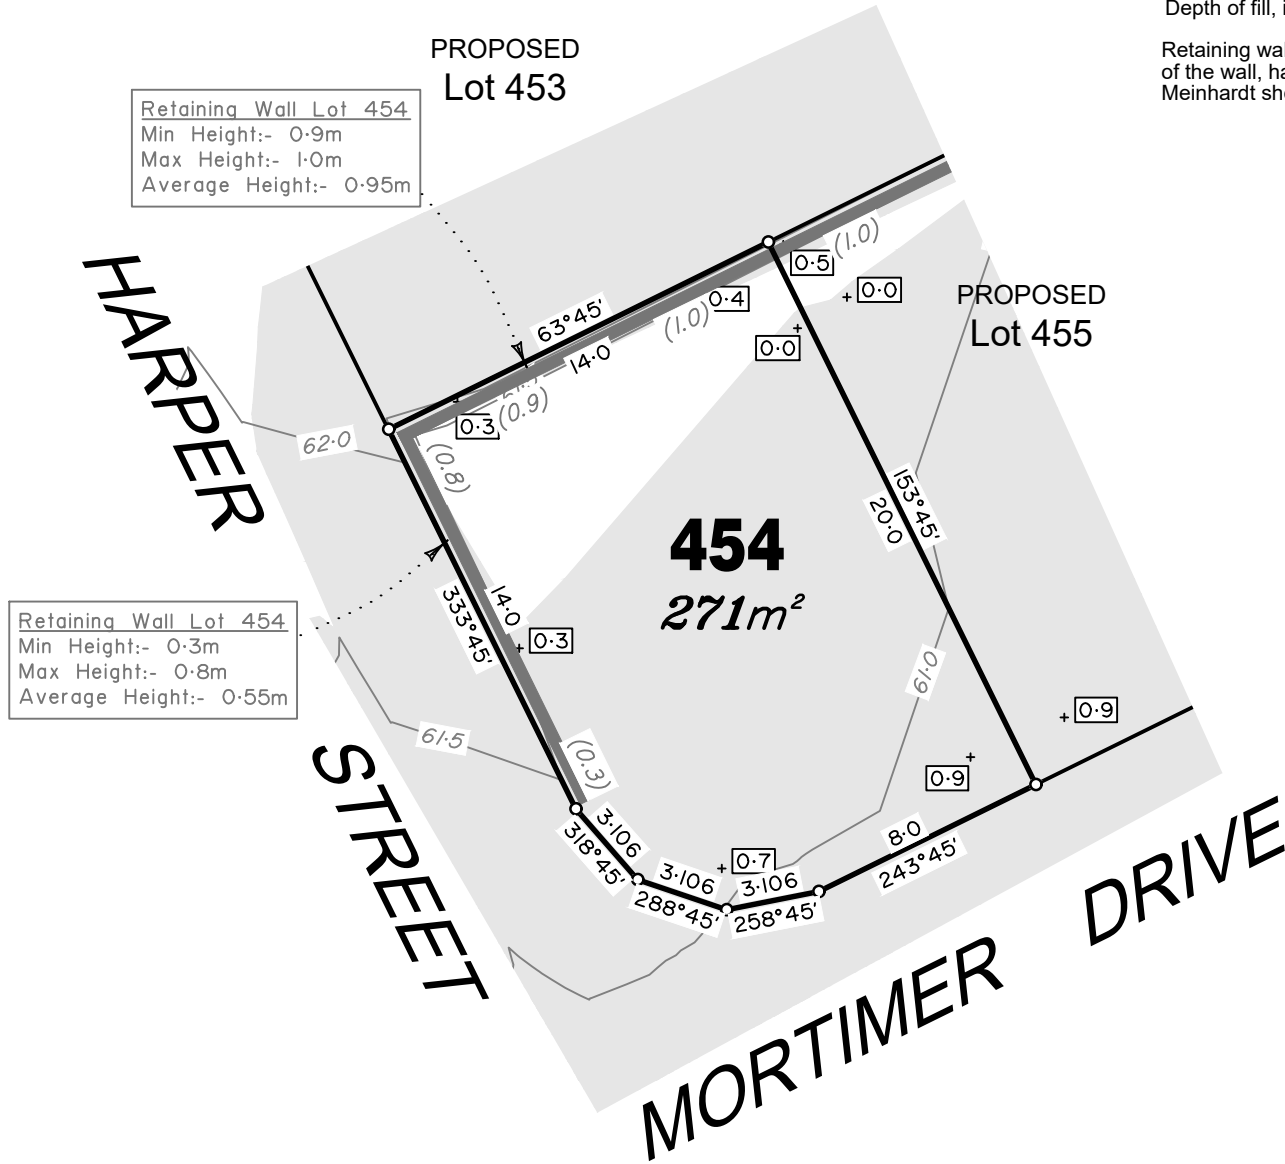 Depth of fill,
PROPOSED
Lot 453
Retaining
of the wall,
Meinhardt
Retaining Wall Lot 454
Min Height:- 0·9m
Max Height:- 1·0m
Average Height:- 0·95m
HARPER
STREET
63°45'
14·0
(1.0)
0·5
0·4
(1.0)
0·0
0·0
PROPOSED
Lot 455
0·3
(0.9)
(0.8)
62·0
153°45'
20·0
454
271m²
333°45'
14·0
0·3
Retaining Wall Lot 454
Min Height:- 0·3m
Max Height:- 0·8m
Average Height:- 0·55m
61·0
61·5
(0.3)
0·9
0·9
3·106
318°45'
3·106
288°45'
0·7
3·106
258°45'
8·0
243°45'
MORTIMER DRIVE